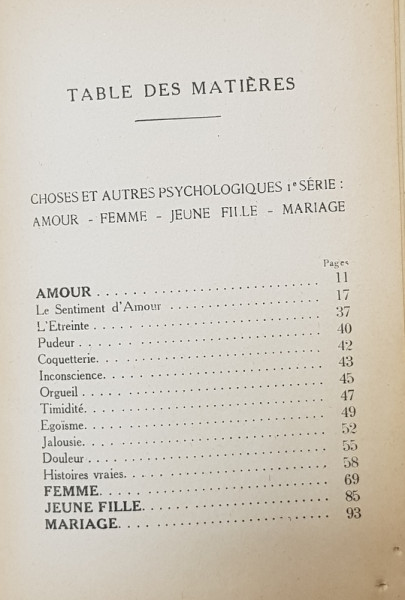 TABLE DES MATIÈRES
CHOSES ET AUTRES PSYCHOLOGIQUES 1e SÉRIE :
AMOUR - FEMME - JEUNE FILLE - MARIAGE
Pages
AMOUR . . . . . . . . . . . . . . . . . . . . 11
Le Sentiment d'Amour . . . . . . . . . . . . . . 17
L'Etreinte . . . . . . . . . . . . . . . . . . . . 37
Pudeur . . . . . . . . . . . . . . . . . . . . 40
Coquetterie. . . . . . . . . . . . . . . . . . . . 42
Inconscience. . . . . . . . . . . . . . . . . . . . 43
Orgueil . . . . . . . . . . . . . . . . . . . . 45
Timidité. . . . . . . . . . . . . . . . . . . . 47
Egoïsme. . . . . . . . . . . . . . . . . . . . 49
Jalousie. . . . . . . . . . . . . . . . . . . . 52
Douleur . . . . . . . . . . . . . . . . . . . . 55
Histoires vraies. . . . . . . . . . . . . . . . . . 58
FEMME. . . . . . . . . . . . . . . . . . . . 69
JEUNE FILLE. . . . . . . . . . . . . . . . . . 85
MARIAGE. . . . . . . . . . . . . . . . . . . . 93